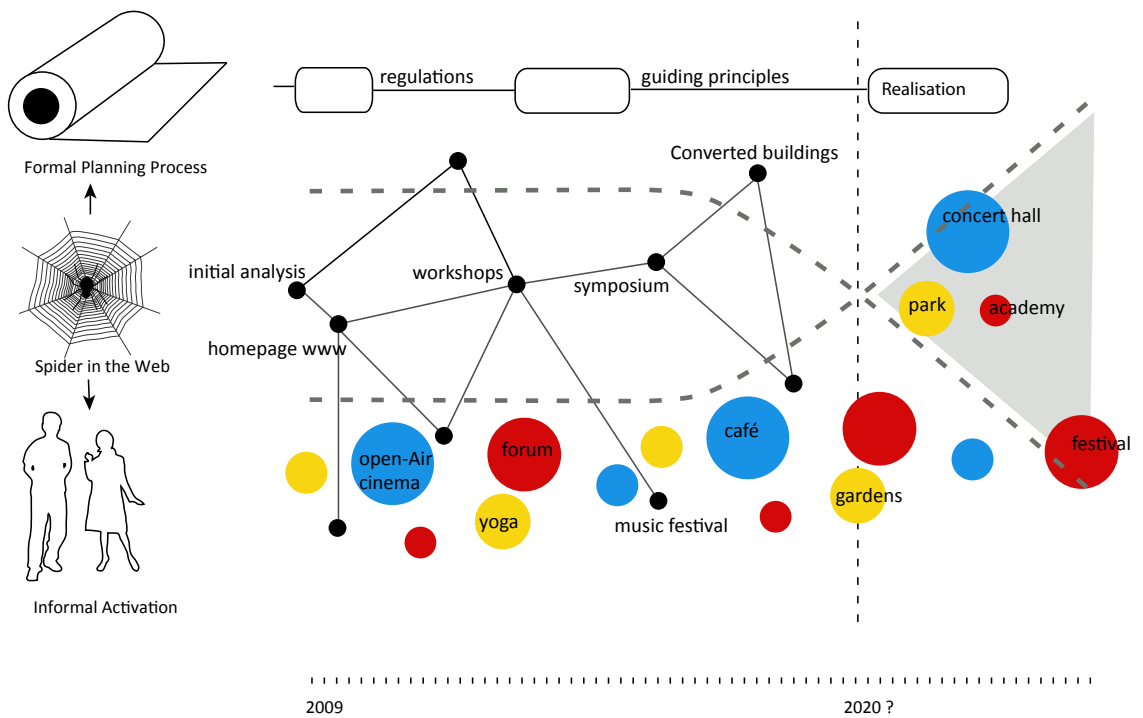 regulations
guiding principles
Realisation
Formal Planning Process
Converted buildings
concert hall
initial analysis
workshops
symposium
park
academy
homepage www
Spider in the Web
café
forum
festival
open-Air
cinema
gardens
yoga
music festival
Informal Activation
2009
2020 ?